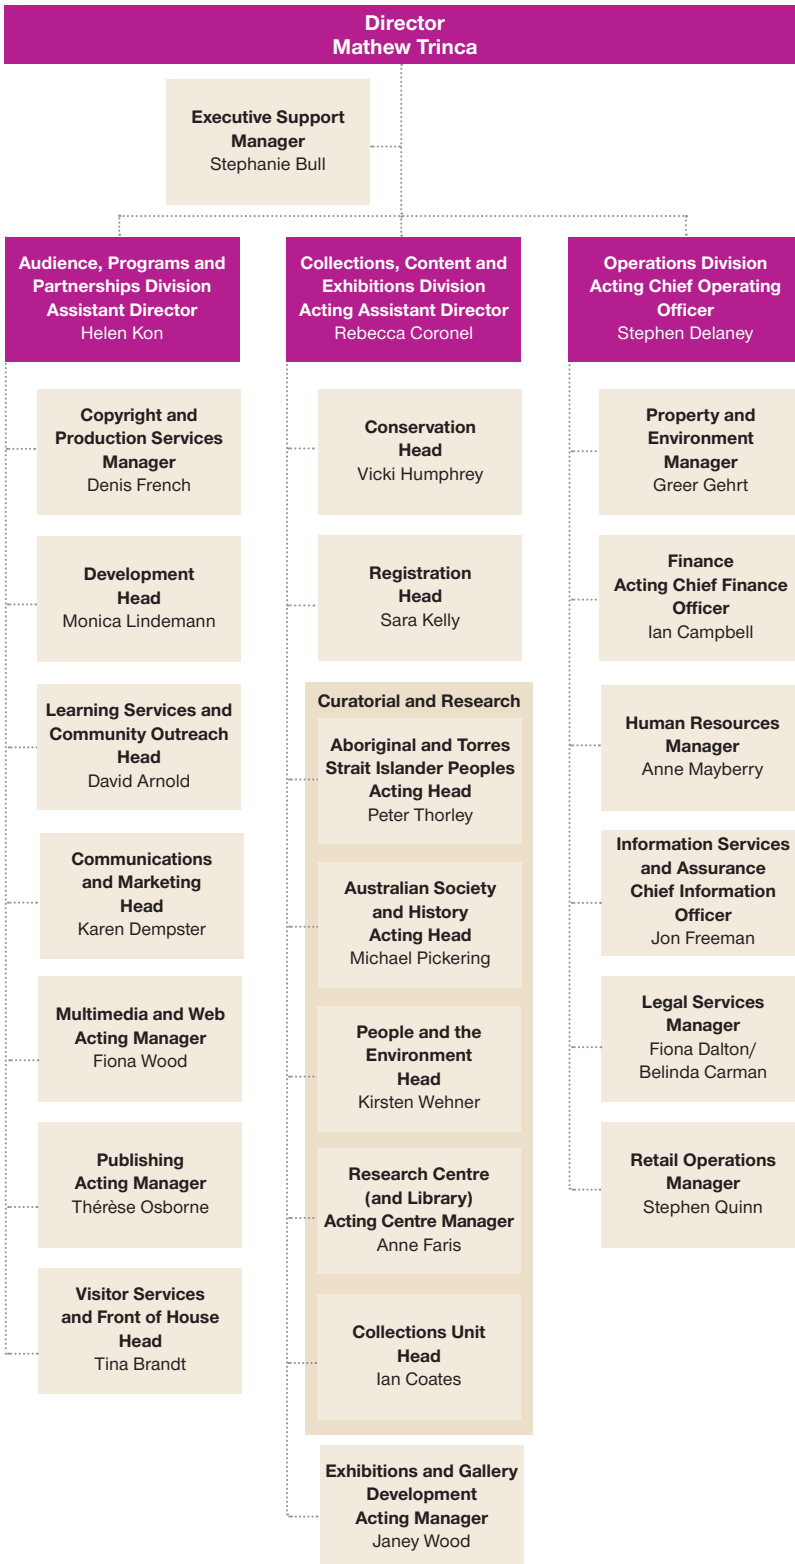 Director
Mathew Trinca
Executive Support
Manager
Stephanie Bull
Audience, Programs and
Partnerships Division
Assistant Director
Helen Kon
Copyright and
Production Services
Manager
Denis French
Development
Head
Monica Lindemann
Learning Services and
Community Outreach
Head
David Arnold
Communications
and Marketing
Head
Karen Dempster
Multimedia and Web
Acting Manager
Fiona Wood
Publishing
Acting Manager
Thérèse Osborne
Visitor Services
and Front of House
Head
Tina Brandt
Collections, Content and
Exhibitions Division
Acting Assistant Director
Rebecca Coronel
Conservation
Head
Vicki Humphrey
Registration
Head
Sara Kelly
Curatorial and Research
Aboriginal and Torres
Strait Islander Peoples
Acting Head
Peter Thorley
Australian Society
and History
Acting Head
Michael Pickering
People and the
Environment
Head
Kirsten Wehner
Research Centre
(and Library)
Acting Centre Manager
Anne Faris
Collections Unit
Head
Ian Coates
Exhibitions and Gallery
Development
Acting Manager
Janey Wood
Operations Division
Acting Chief Operating
Officer
Stephen Delaney
Property and
Environment
Manager
Greer Gehrt
Finance
Acting Chief Finance
Officer
Ian Campbell
Human Resources
Manager
Anne Mayberry
Information Services
and Assurance
Chief Information
Officer
Jon Freeman
Legal Services
Manager
Fiona Dalton/
Belinda Carman
Retail Operations
Manager
Stephen Quinn